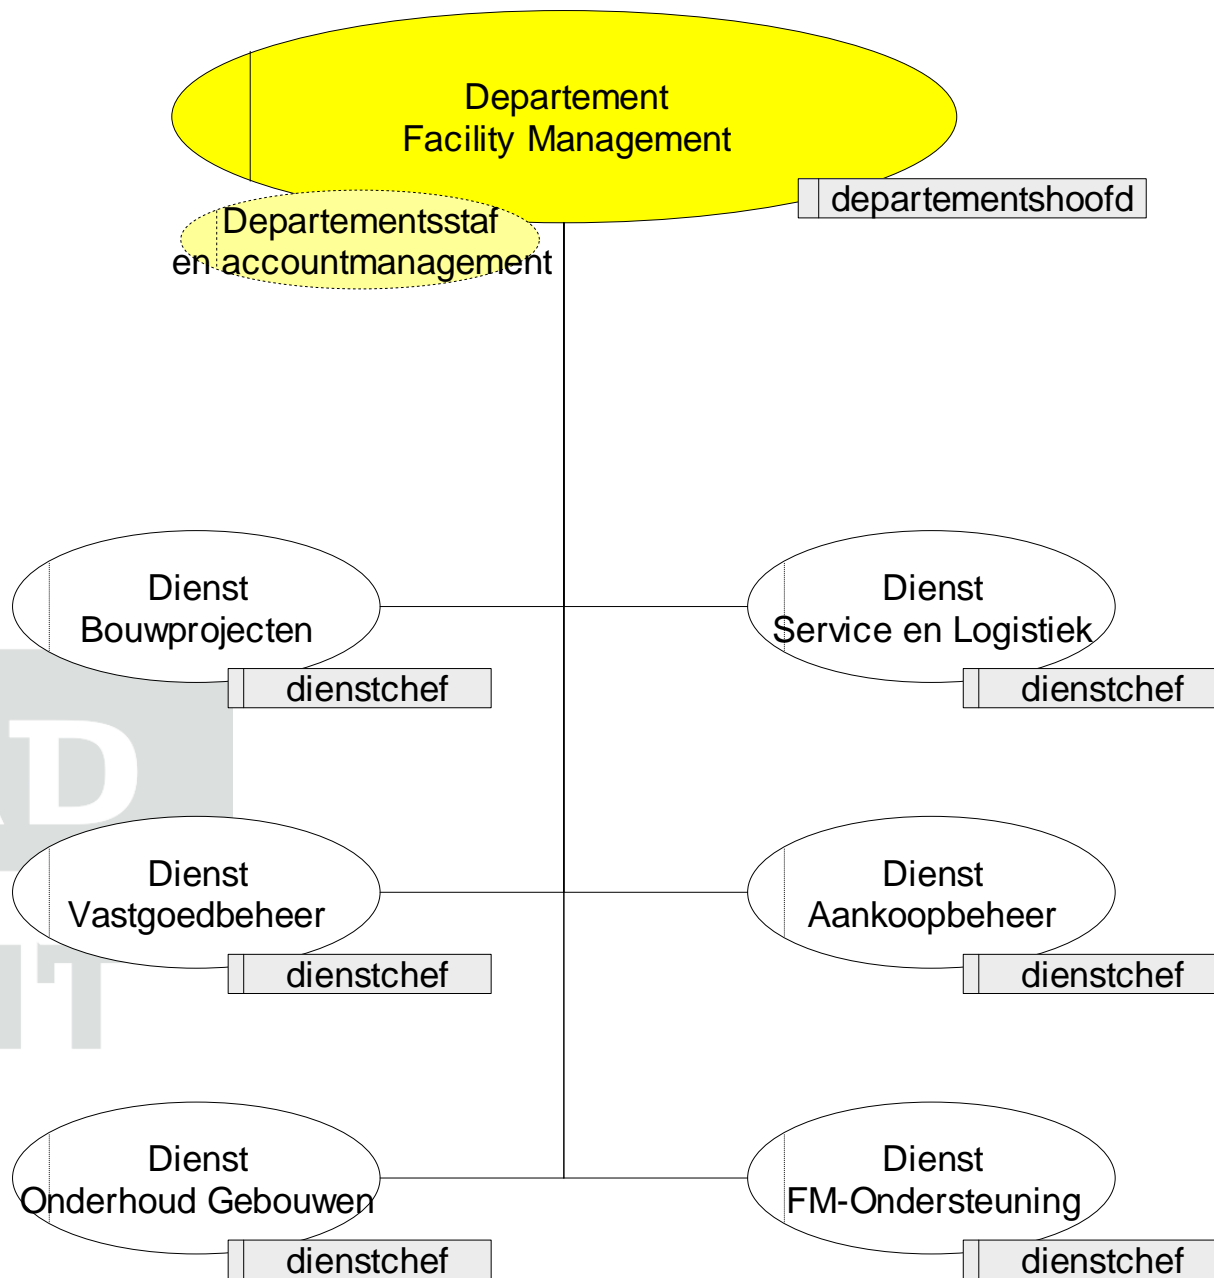 Departement
Facility Management
departementshoofd
Departementsstaf
en accountmanagement
Dienst
Bouwprojecten
dienstchef
Dienst
Service en Logistiek
dienstchef
Dienst
Vastgoedbeheer
dienstchef
Dienst
Aankoopbeheer
dienstchef
Dienst
Onderhoud Gebouwen
dienstchef
Dienst
FM-Ondersteuning
dienstchef